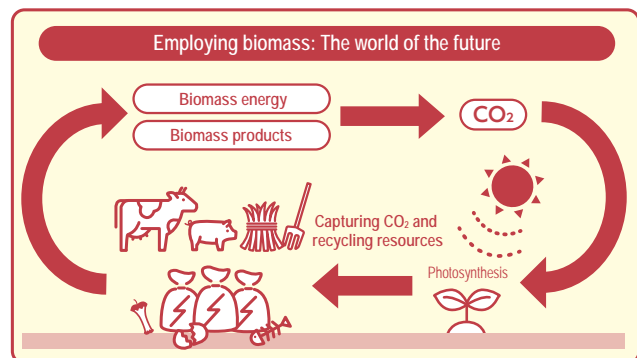 Employing biomass: The world of the future
Biomass energy
Biomass products
CO₂
Capturing CO₂ and
recycling resources
Photosynthesis